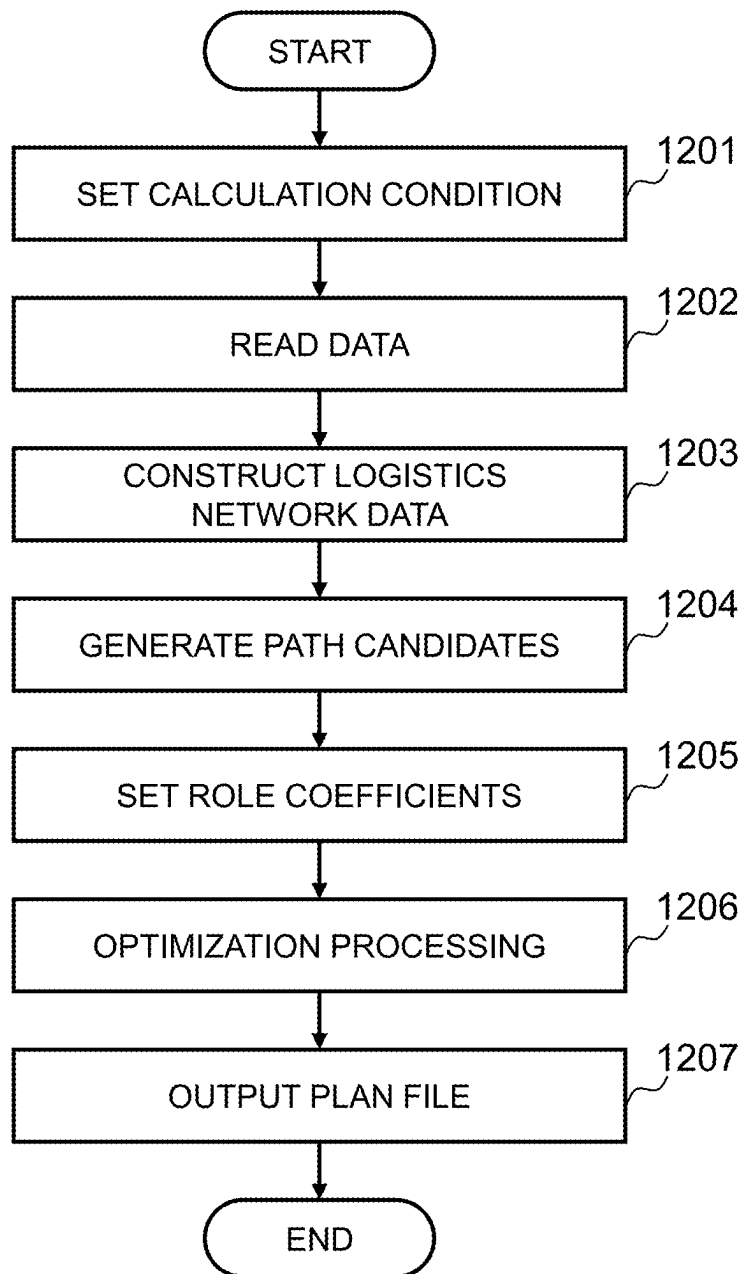 START
1201
SET CALCULATION CONDITION
1202
READ DATA
1203
CONSTRUCT LOGISTICS
NETWORK DATA
1204
GENERATE PATH CANDIDATES
1205
SET ROLE COEFFICIENTS
1206
OPTIMIZATION PROCESSING
1207
OUTPUT PLAN FILE
END